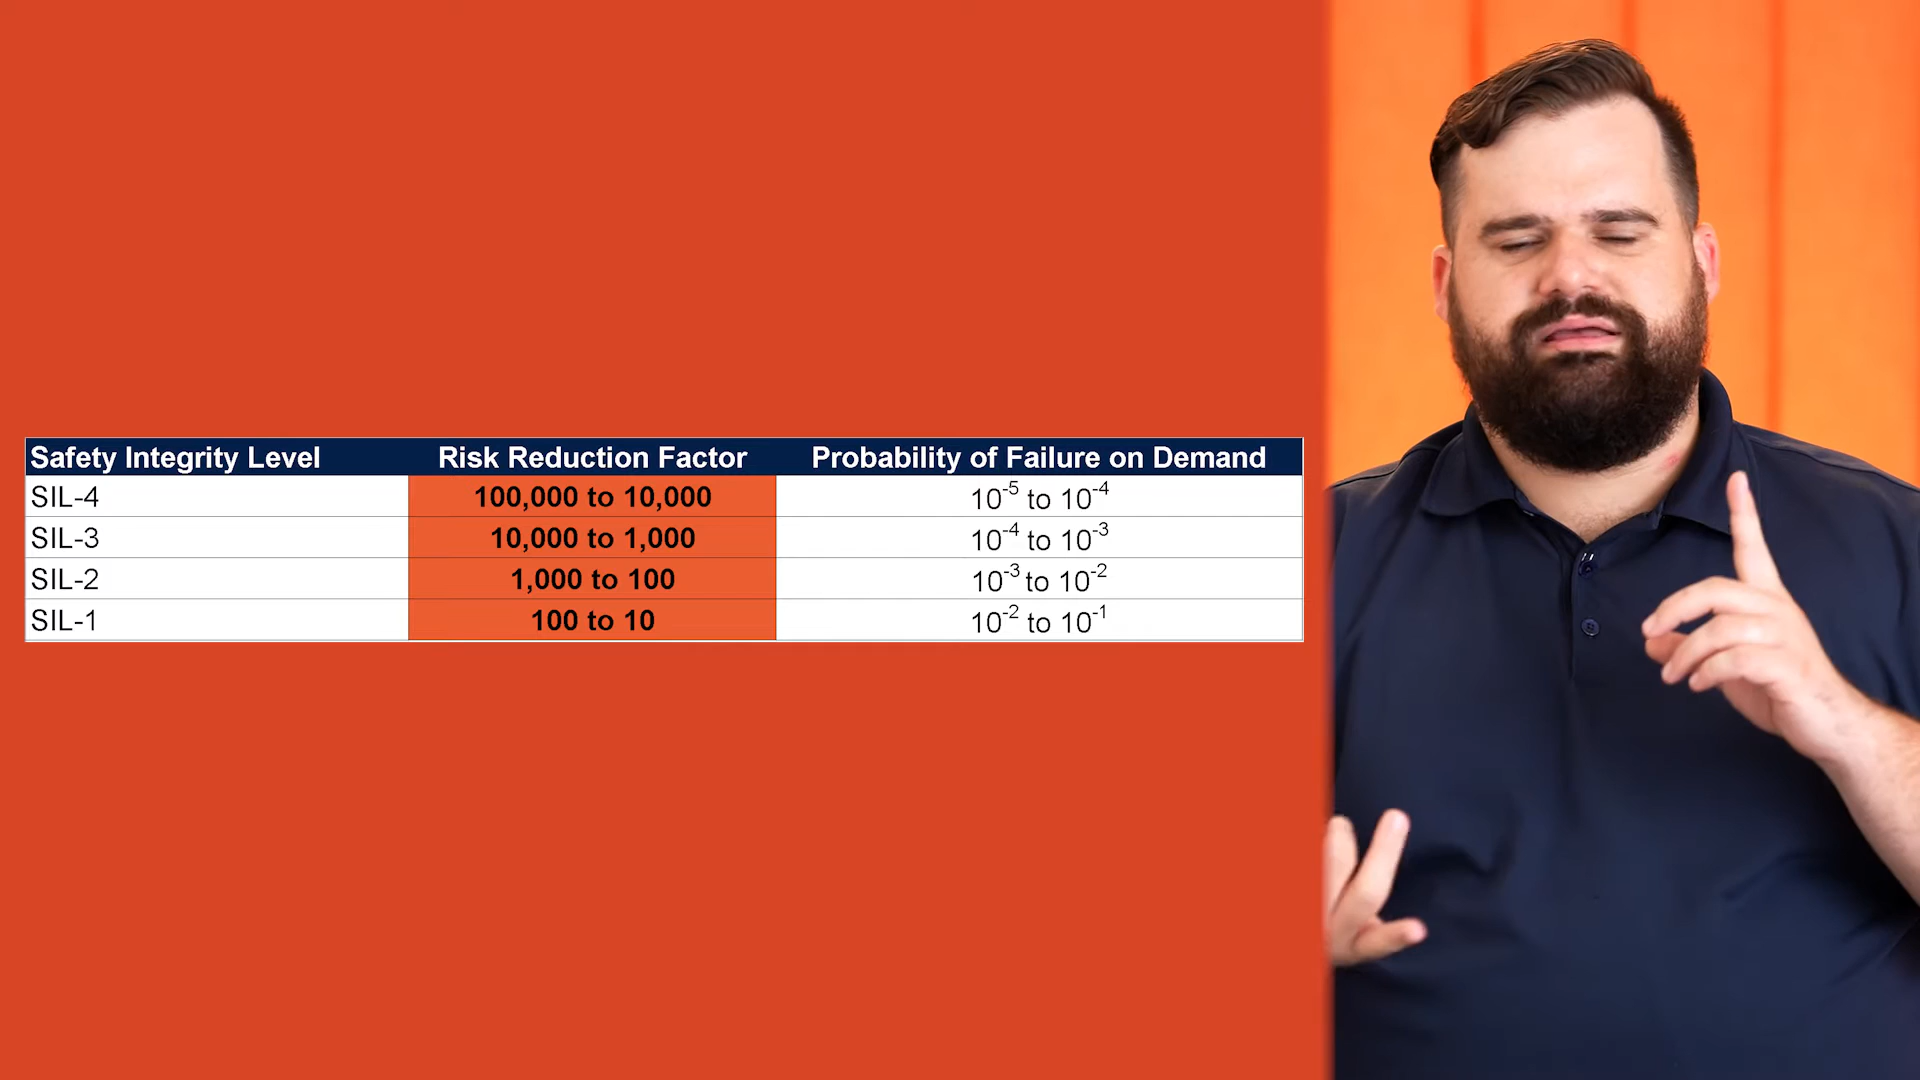 Safety Integrity Level Risk Reduction Factor Probability of Failure on Demand
SIL-4 100,000 to 10,000 10⁻⁵ to 10⁻⁴
SIL-3 10,000 to 1,000 10⁻⁴ to 10⁻³
SIL-2 1,000 to 100 10⁻³ to 10⁻²
SIL-1 100 to 10 10⁻² to 10⁻¹